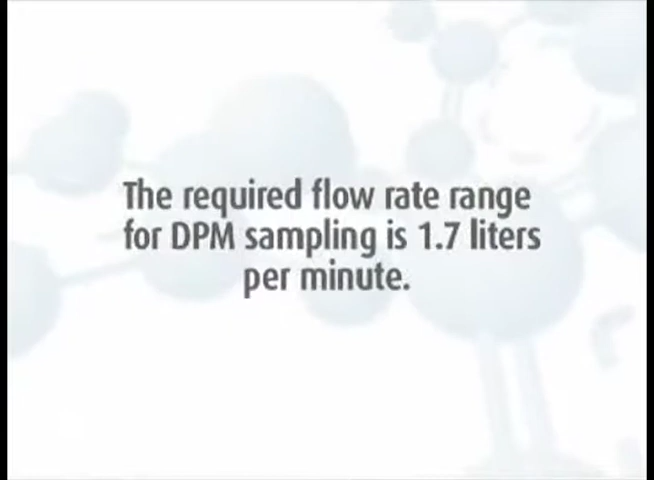 The required flow rate range
for DPM sampling is 1.7 liters
per minute.